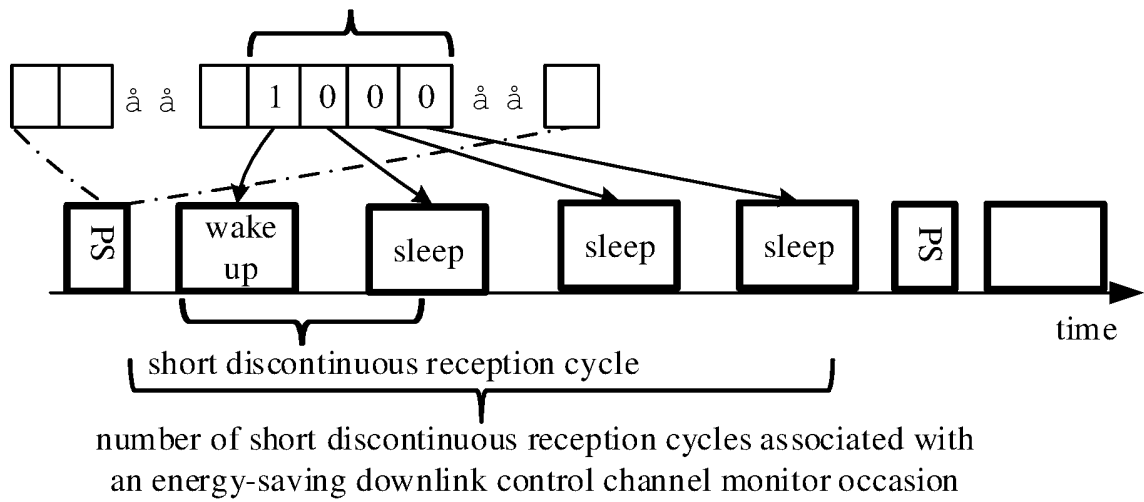 å å 1 0 0 0 å å
PS wake up sleep sleep sleep PS
time
short discontinuous reception cycle
number of short discontinuous reception cycles associated with
an energy-saving downlink control channel monitor occasion